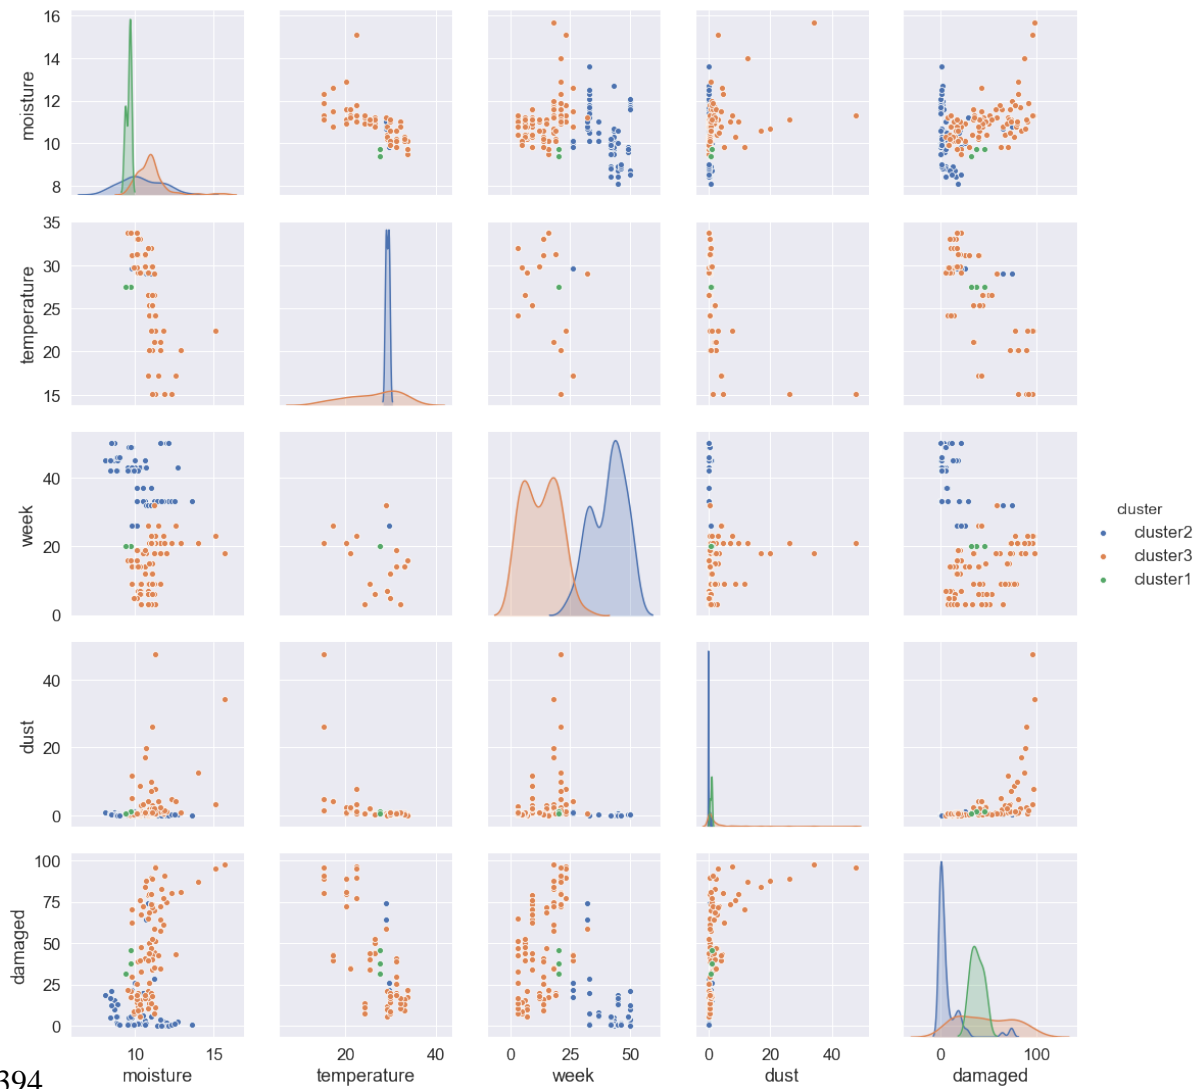 16
14
12
10
8
moisture
35
30
25
20
15
temperature
40
20
0
week
cluster
cluster2
cluster3
cluster1
40
20
0
dust
100
75
50
25
0
damaged
10 15
20 40
0 25 50
0 20 40
0 100
moisture temperature week dust damaged
394